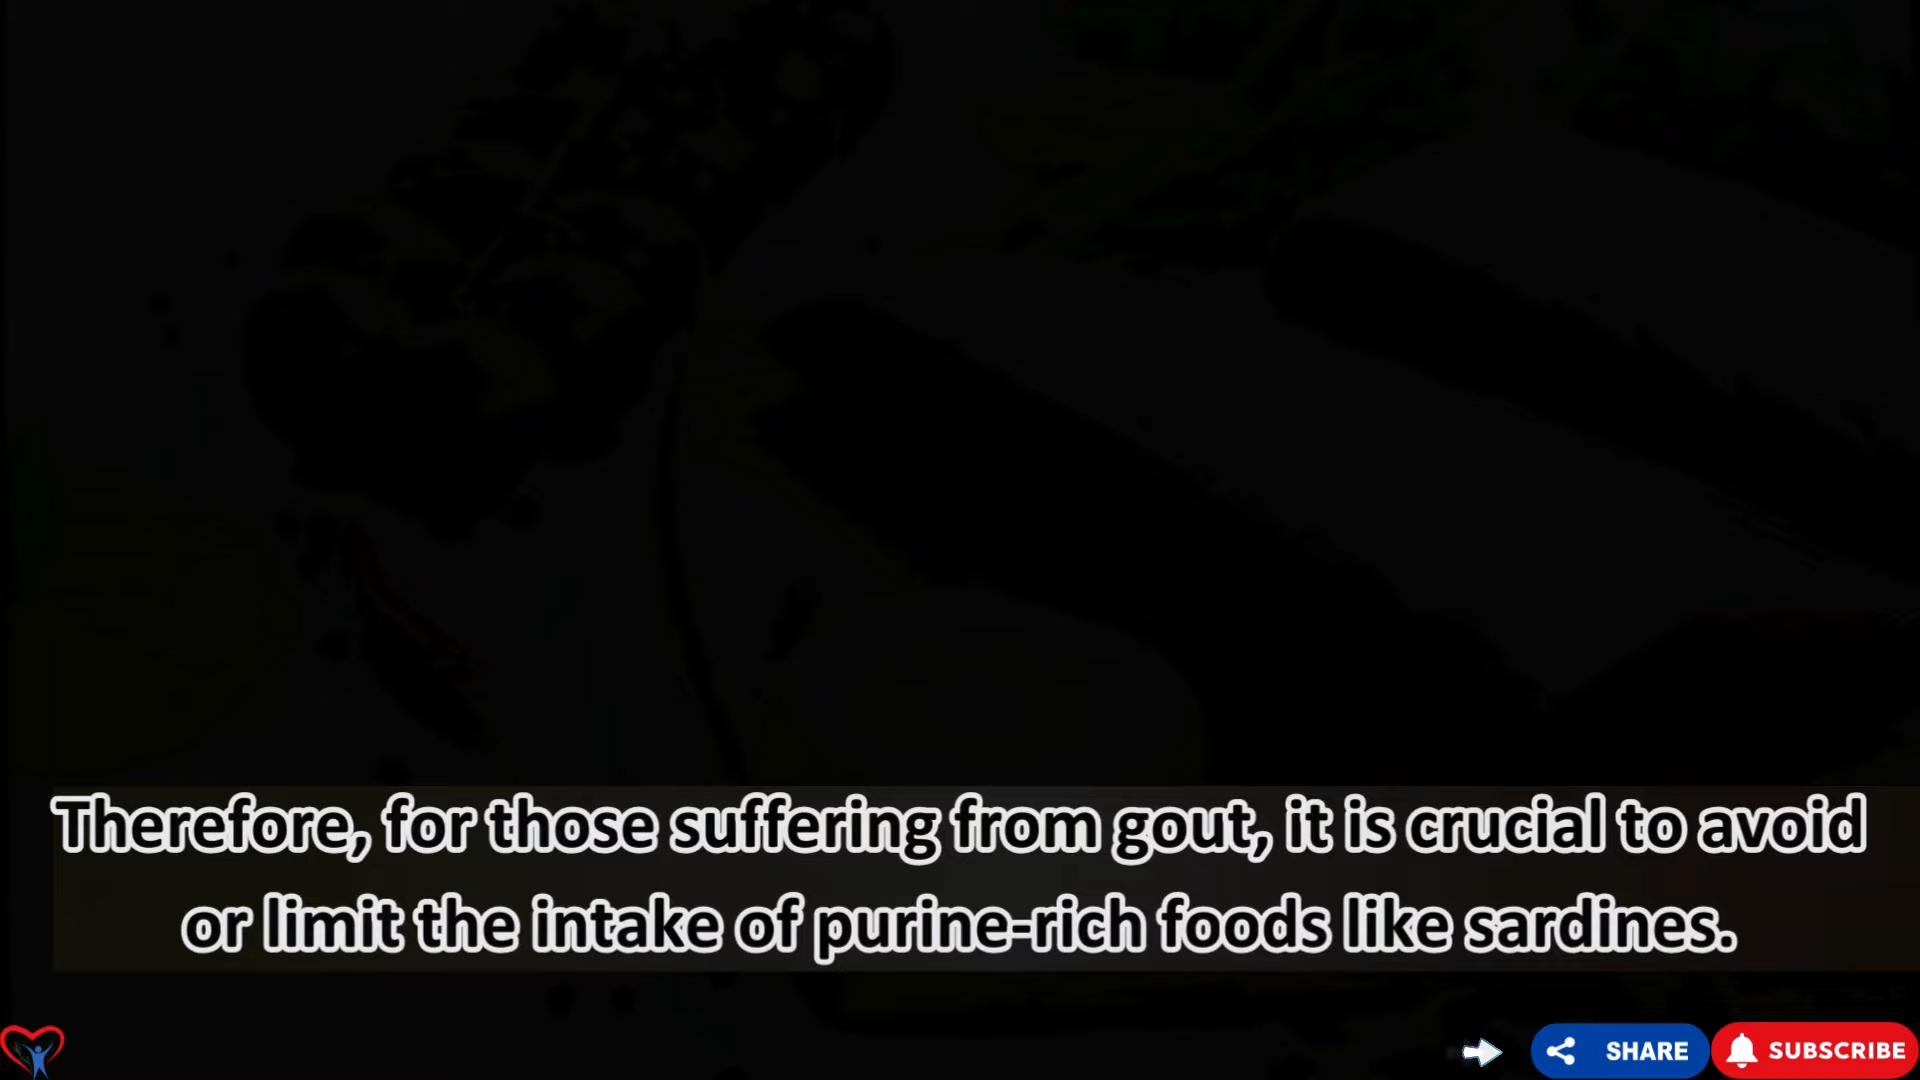 Therefore, for those suffering from gout, it is crucial to avoid
or limit the intake of purine-rich foods like sardines.
SHARE
SUBSCRIBE